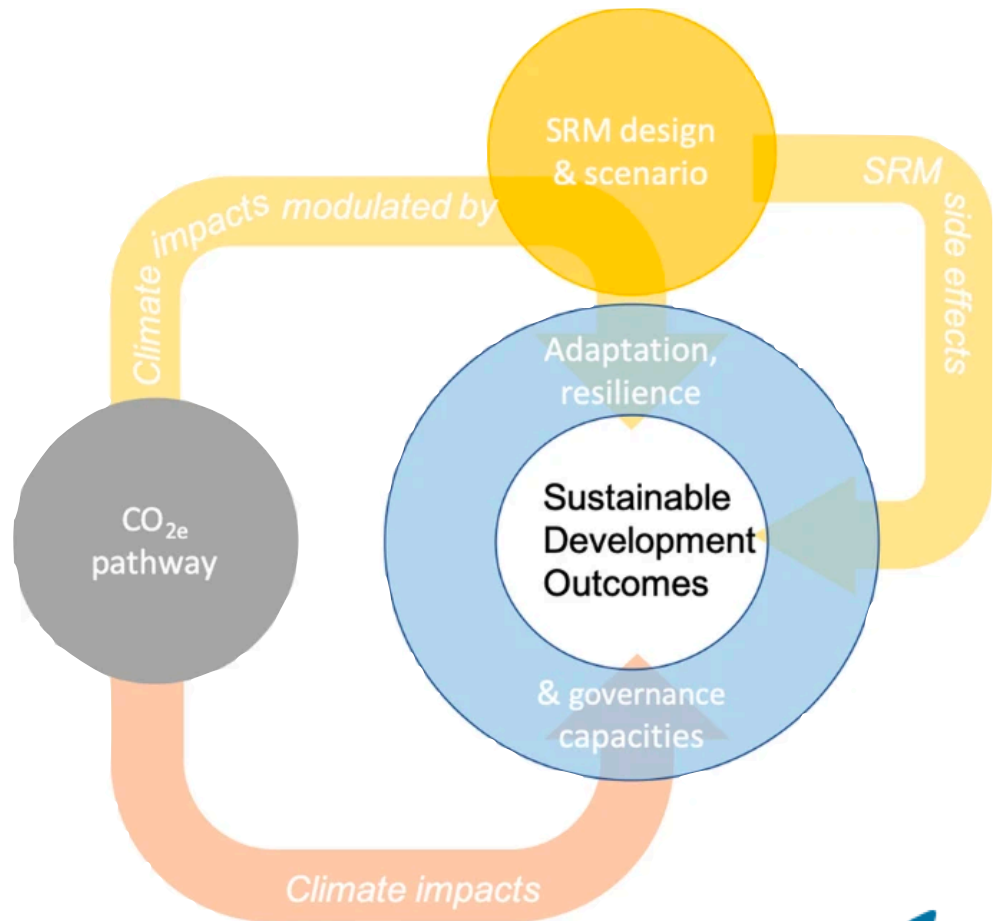 SRM design
& scenario
Climate impacts modulated by
SRM side effects
Adaptation,
resilience
CO₂ₑ
pathway
Sustainable
Development
Outcomes
& governance
capacities
Climate impacts